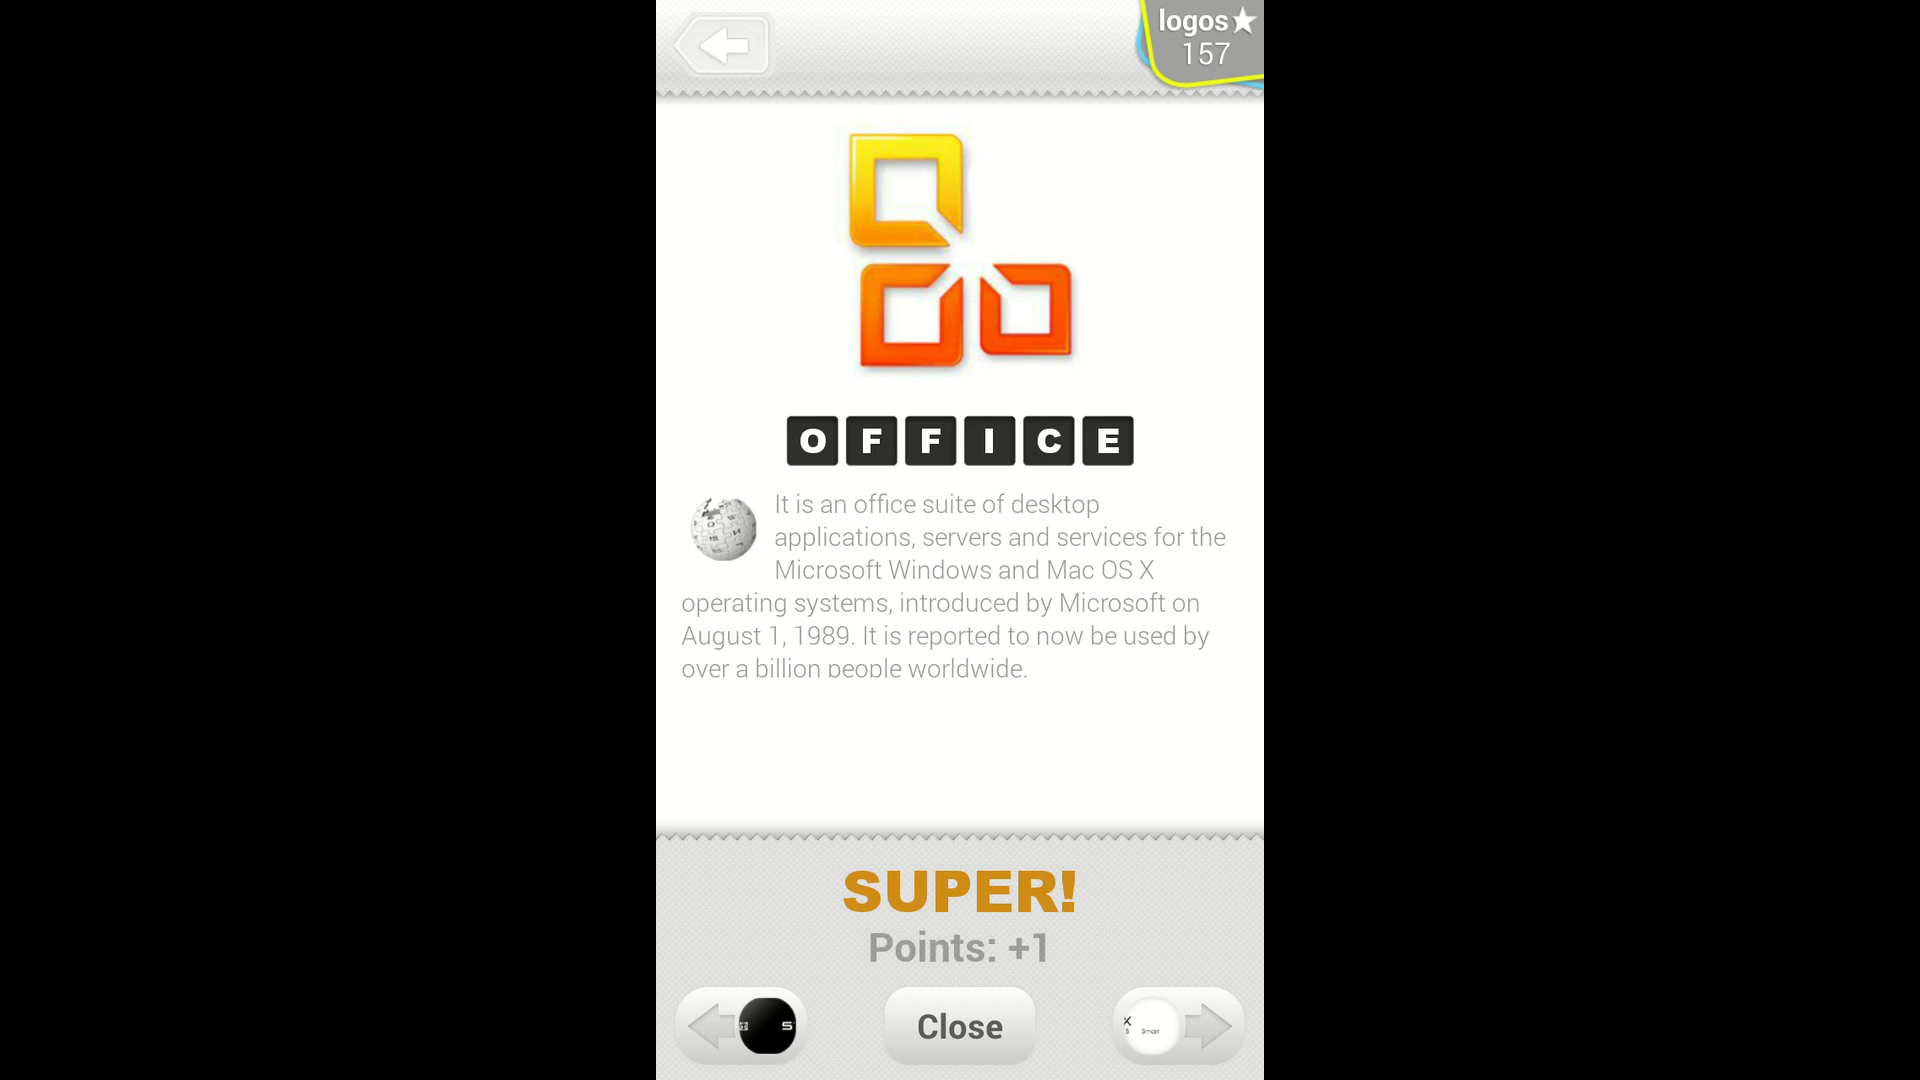 logos
157
OFFICE
It is an office suite of desktop
applications, servers and services for the
Microsoft Windows and Mac OS X
operating systems, introduced by Microsoft on
August 1, 1989. It is reported to now be used by
over a billion people worldwide.
SUPER!
Points: +1
S
Close
X
S Smart